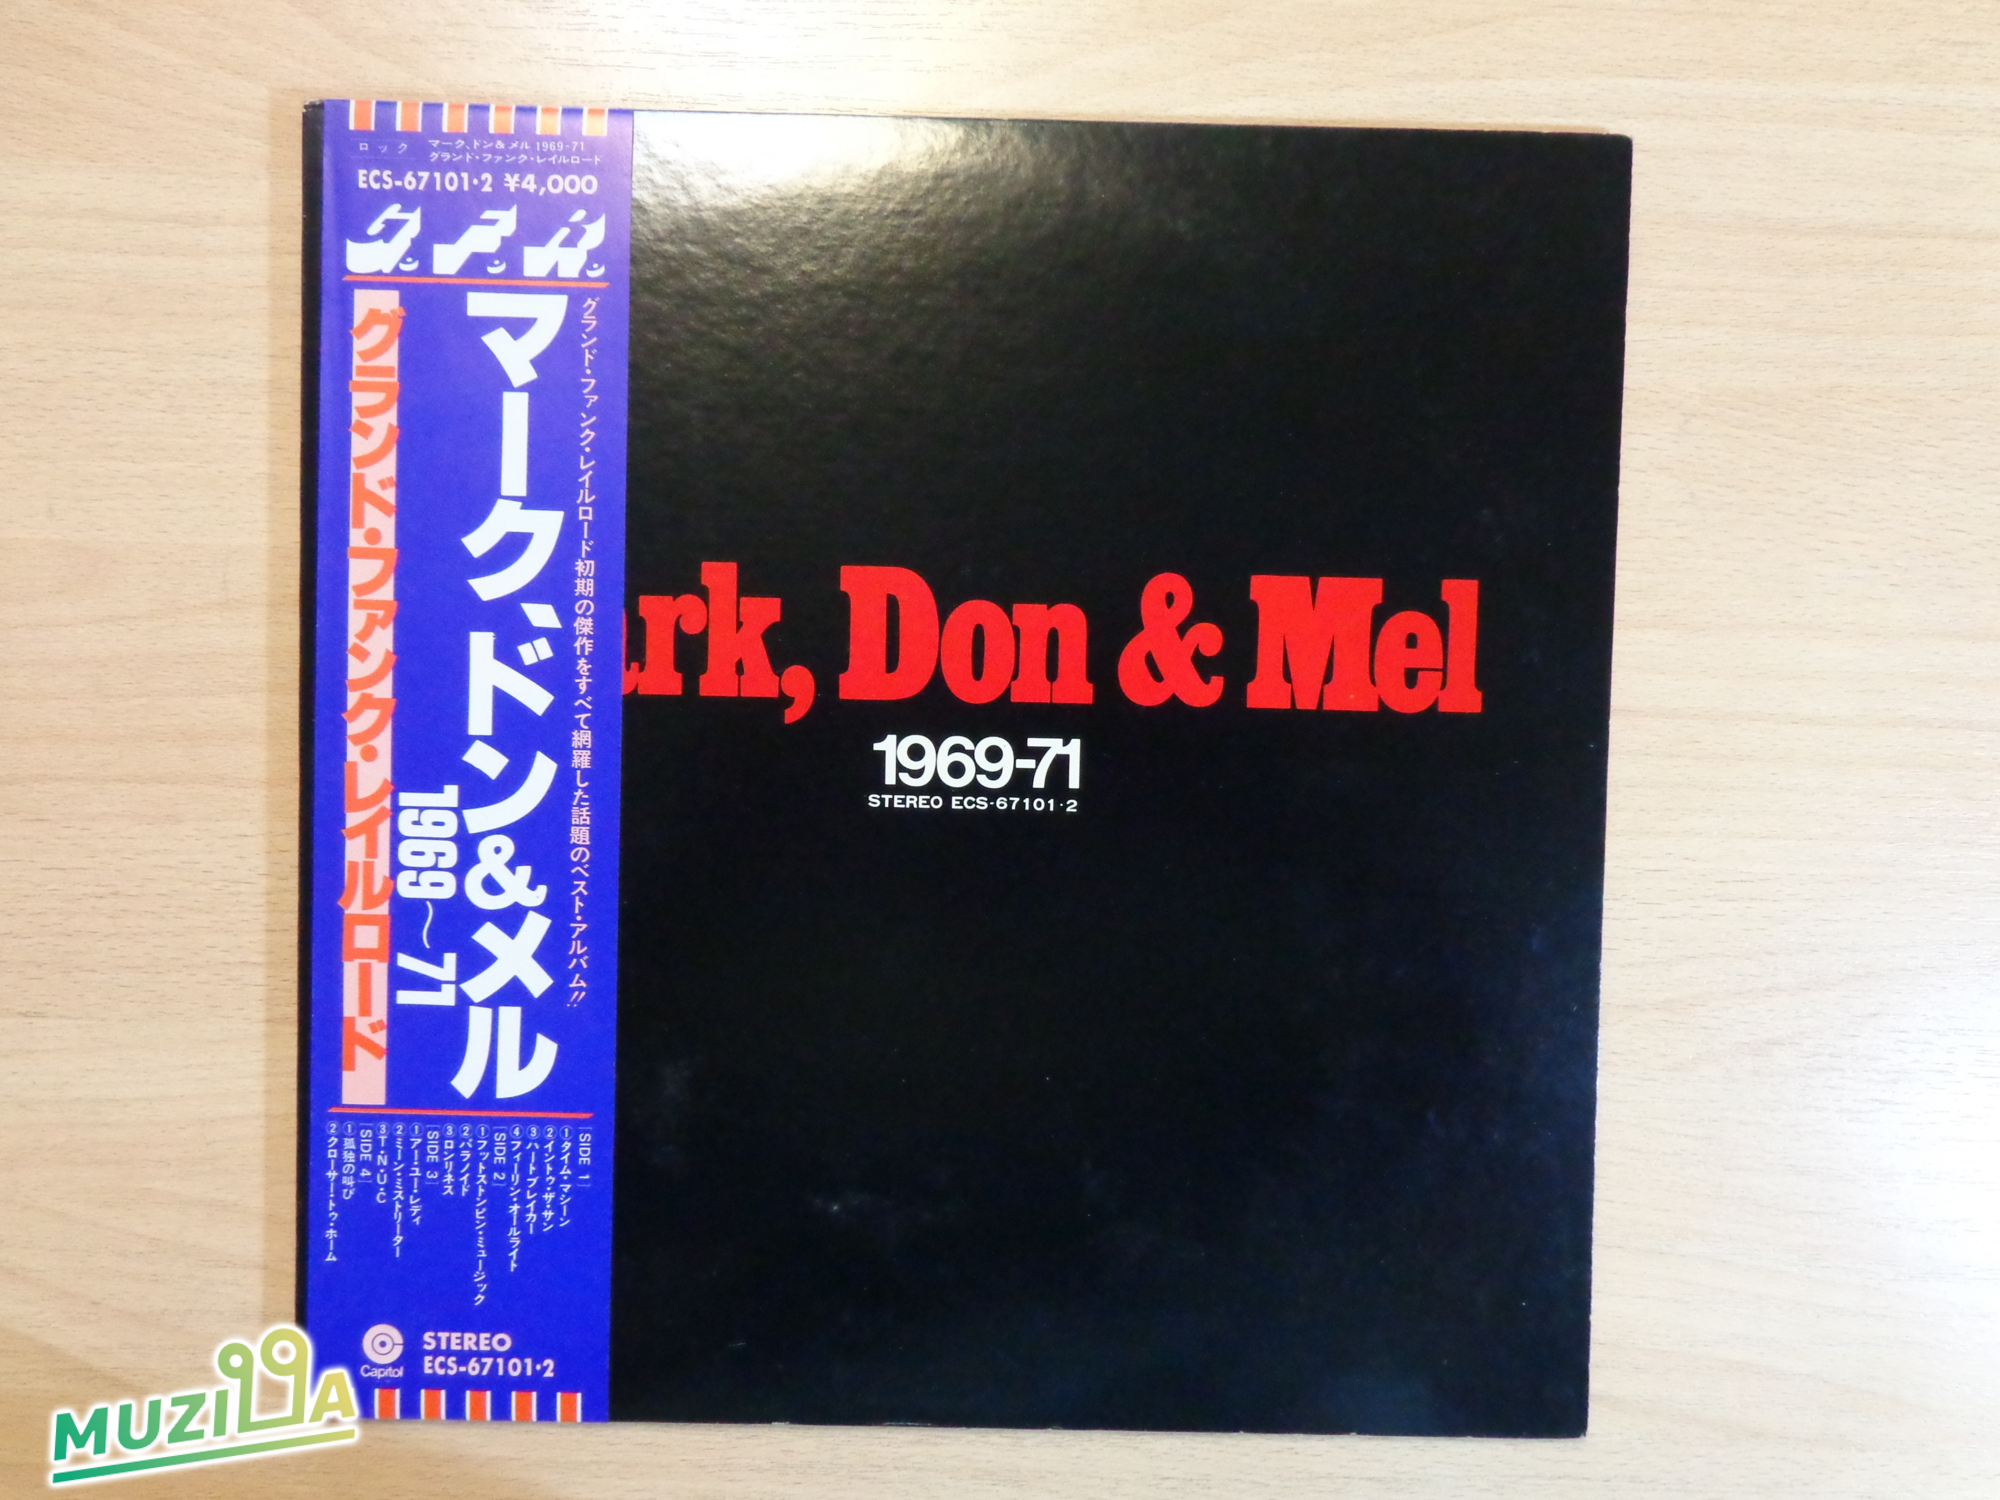 ロック
マーク、ドン&メル 1969-71
グランド・ファンク・レイルロード
ECS-67101・2 ¥4,000
G.F.R.
グランド・ファンク・レイルロード初期の傑作をすべて網羅した話題のベスト・アルバム!!
マーク、ドン&メル
1969〜71
グランド・ファンク・レイルロード
[SIDE 1]
①タイム・マシーン
②イントゥ・ザ・サン
③ハートブレイカー
④フィーリン・オールライト
[SIDE 2]
①フットストンピン・ミュージック
②パラノイド
③ロンリネス
[SIDE 3]
①アー・ユー・レディ
②ミーン・ミストリーター
③T・N・U・C
[SIDE 4]
①孤独の叫び
②クローサー・トゥ・ホーム
Capitol
STEREO
ECS-67101・2
ark, Don & Mel
1969-71
STEREO ECS-67101・2
MUZILLA